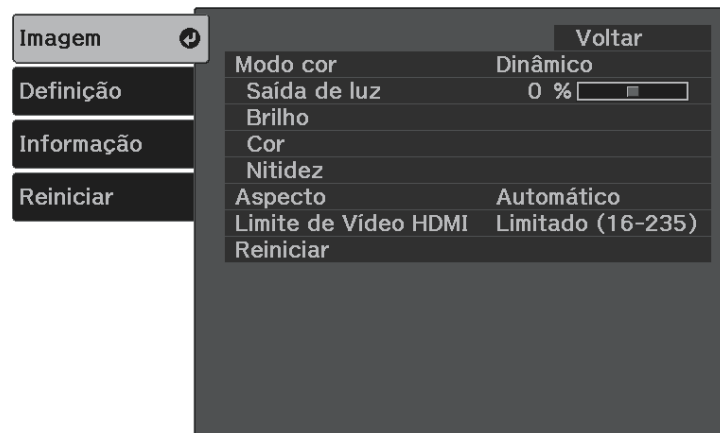 Imagem
Definição
Informação
Reiniciar
Voltar
Modo cor Dinâmico
Saída de luz 0 %
Brilho
Cor
Nitidez
Aspecto Automático
Limite de Vídeo HDMI Limitado (16-235)
Reiniciar